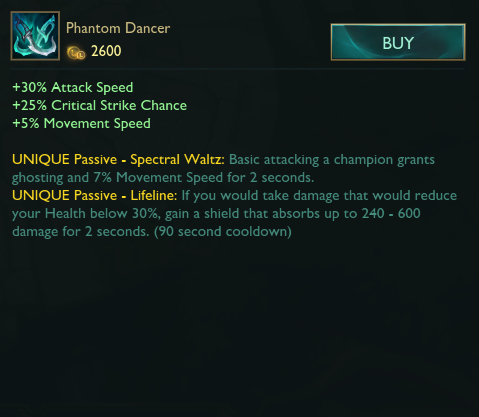 Phantom Dancer
2600
BUY
+30% Attack Speed
+25% Critical Strike Chance
+5% Movement Speed
UNIQUE Passive - Spectral Waltz: Basic attacking a champion grants
ghosting and 7% Movement Speed for 2 seconds.
UNIQUE Passive - Lifeline: If you would take damage that would reduce
your Health below 30%, gain a shield that absorbs up to 240 - 600
damage for 2 seconds. (90 second cooldown)